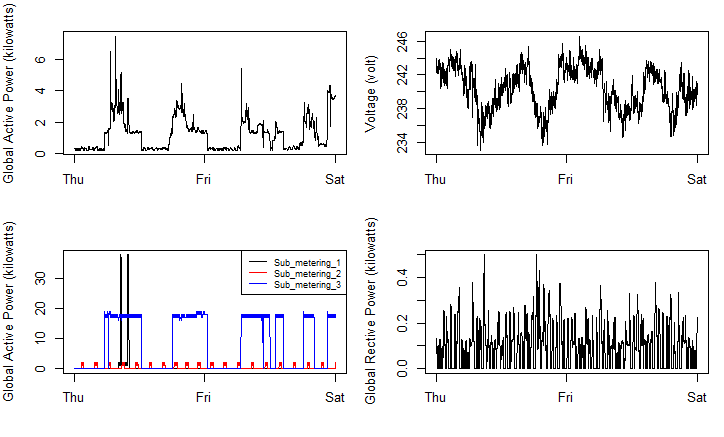 Global Active Power (kilowatts)
0 2 4 6
Thu Fri Sat
Voltage (volt)
234 238 242 246
Thu Fri Sat
Global Active Power (kilowatts)
0 10 20 30
Sub_metering_1
Sub_metering_2
Sub_metering_3
Thu Fri Sat
Global Rective Power (kilowatts)
0.0 0.2 0.4
Thu Fri Sat